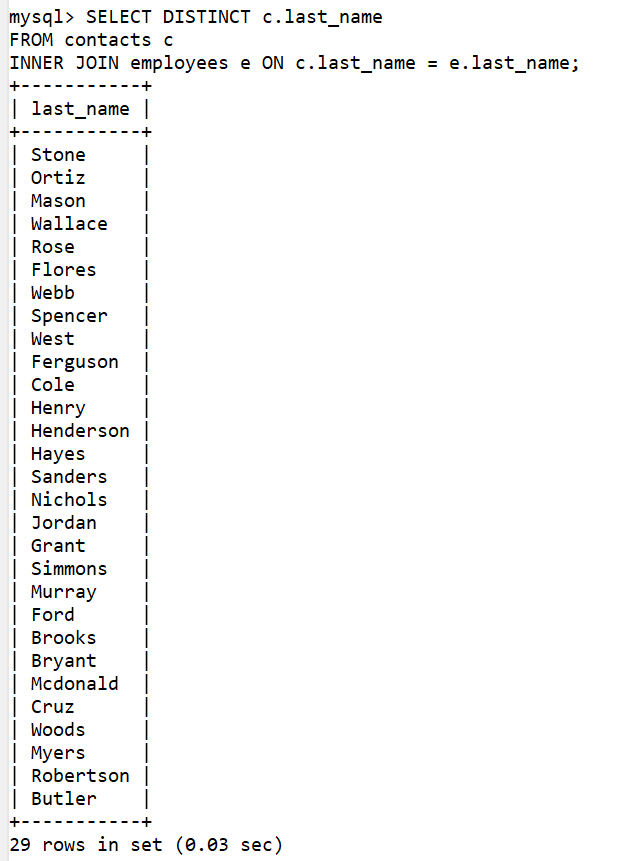 mysql> SELECT DISTINCT c.last_name
FROM contacts c
INNER JOIN employees e ON c.last_name = e.last_name;
+-----------+
| last_name |
+-----------+
| Stone     |
| Ortiz     |
| Mason     |
| Wallace   |
| Rose      |
| Flores    |
| Webb      |
| Spencer   |
| West      |
| Ferguson  |
| Cole      |
| Henry     |
| Henderson |
| Hayes     |
| Sanders   |
| Nichols   |
| Jordan    |
| Grant     |
| Simmons   |
| Murray    |
| Ford      |
| Brooks    |
| Bryant    |
| Mcdonald  |
| Cruz      |
| Woods     |
| Myers     |
| Robertson |
| Butler    |
+-----------+
29 rows in set (0.03 sec)